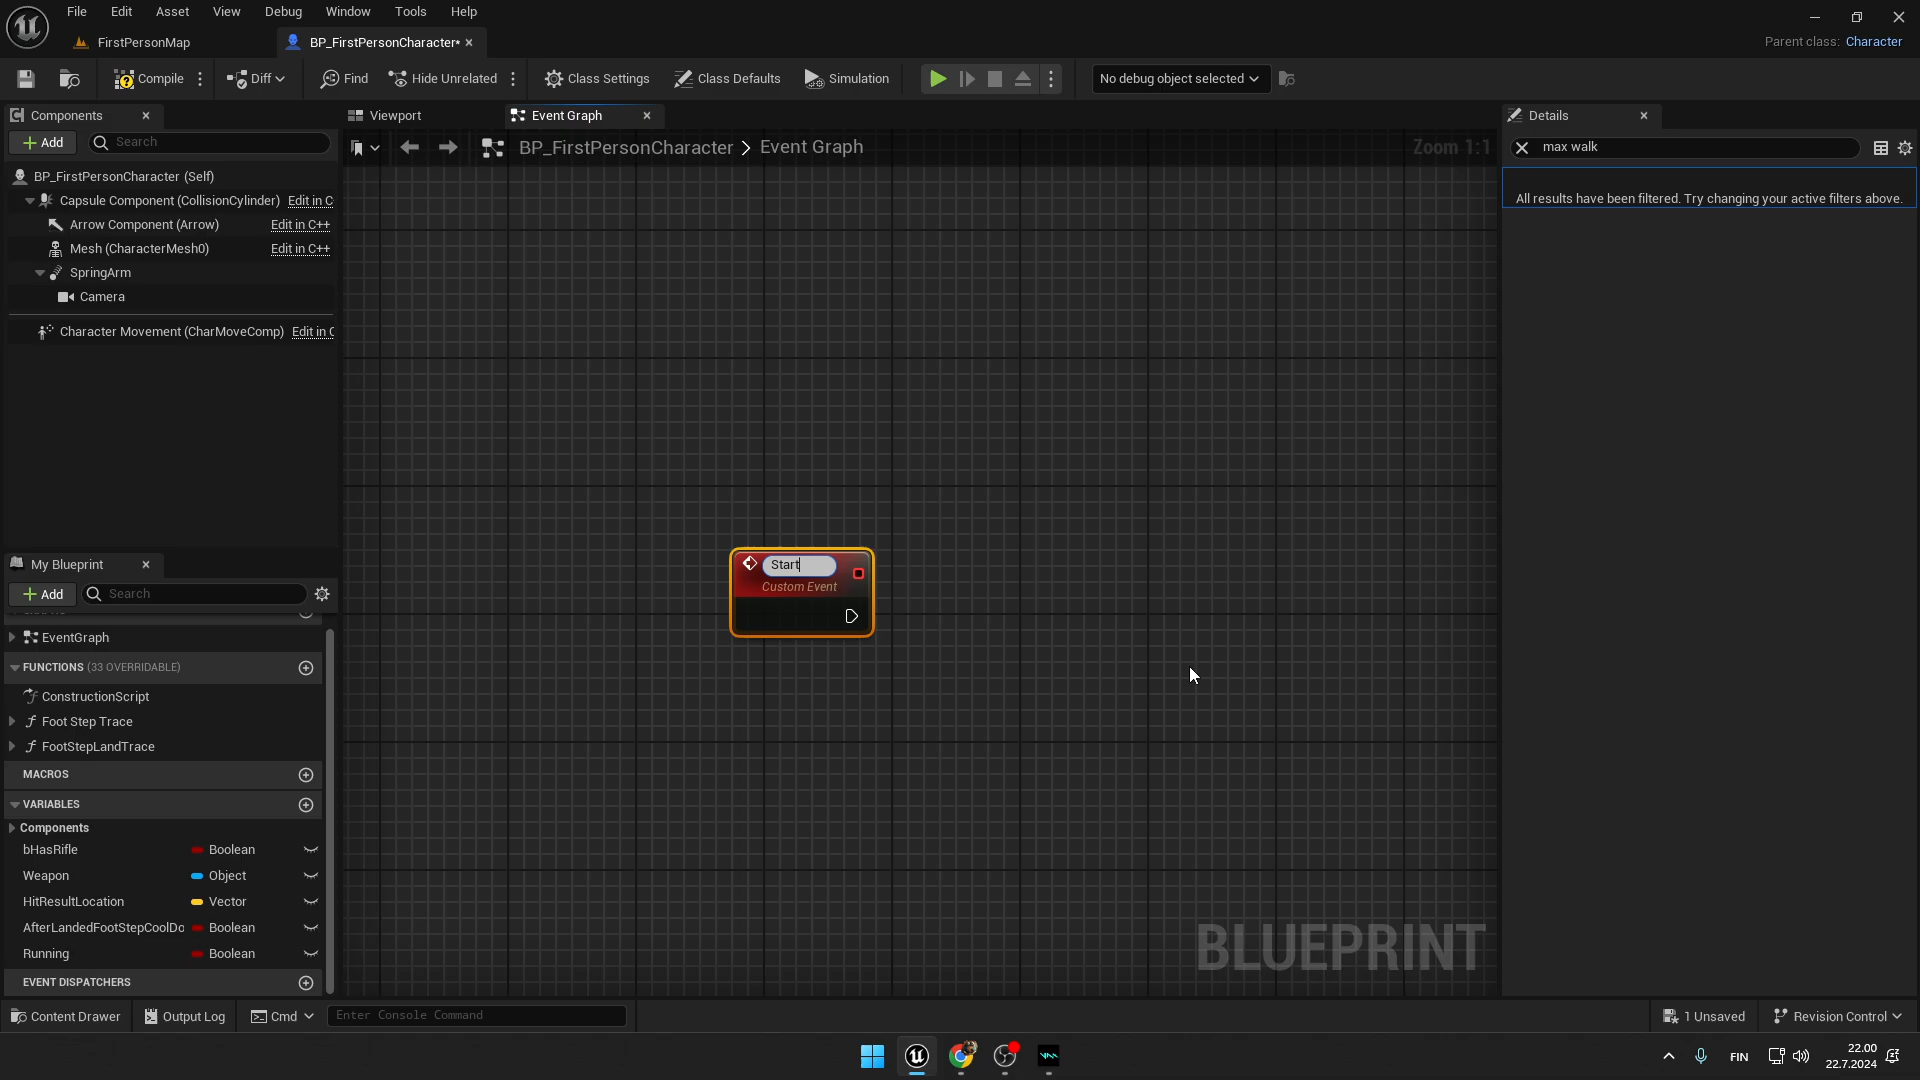 File Edit Asset View Debug Window Tools Help
FirstPersonMap
BP_FirstPersonCharacter*
Parent class: Character
Compile
Diff
Find
Hide Unrelated
Class Settings
Class Defaults
Simulation
No debug object selected
Components
Add
Search
BP_FirstPersonCharacter (Self)
Capsule Component (CollisionCylinder) Edit in C
Arrow Component (Arrow) Edit in C++
Mesh (CharacterMesh0) Edit in C++
SpringArm
Camera
Character Movement (CharMoveComp) Edit in C
My Blueprint
Add
Search
EventGraph
FUNCTIONS (33 OVERRIDABLE)
ConstructionScript
Foot Step Trace
FootStepLandTrace
MACROS
VARIABLES
Components
bHasRifle Boolean
Weapon Object
HitResultLocation Vector
AfterLandedFootStepCoolDo Boolean
Running Boolean
EVENT DISPATCHERS
Viewport
Event Graph
BP_FirstPersonCharacter > Event Graph
Zoom 1:1
Start
Custom Event
BLUEPRINT
Details
max walk
All results have been filtered. Try changing your active filters above.
Content Drawer
Output Log
Cmd
Enter Console Command
1 Unsaved
Revision Control
FIN
22.00
22.7.2024